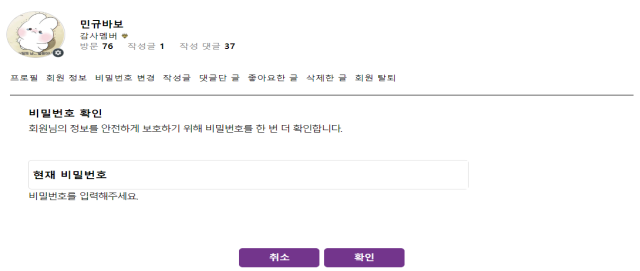 민규바보
감사멤버
방문 76 작성글 1 작성 댓글 37
프로필 회원 정보 비밀번호 변경 작성글 댓글단 글 좋아요한 글 삭제한 글 회원 탈퇴
비밀번호 확인
회원님의 정보를 안전하게 보호하기 위해 비밀번호를 한 번 더 확인합니다.
현재 비밀번호
비밀번호를 입력해주세요.
취소 확인